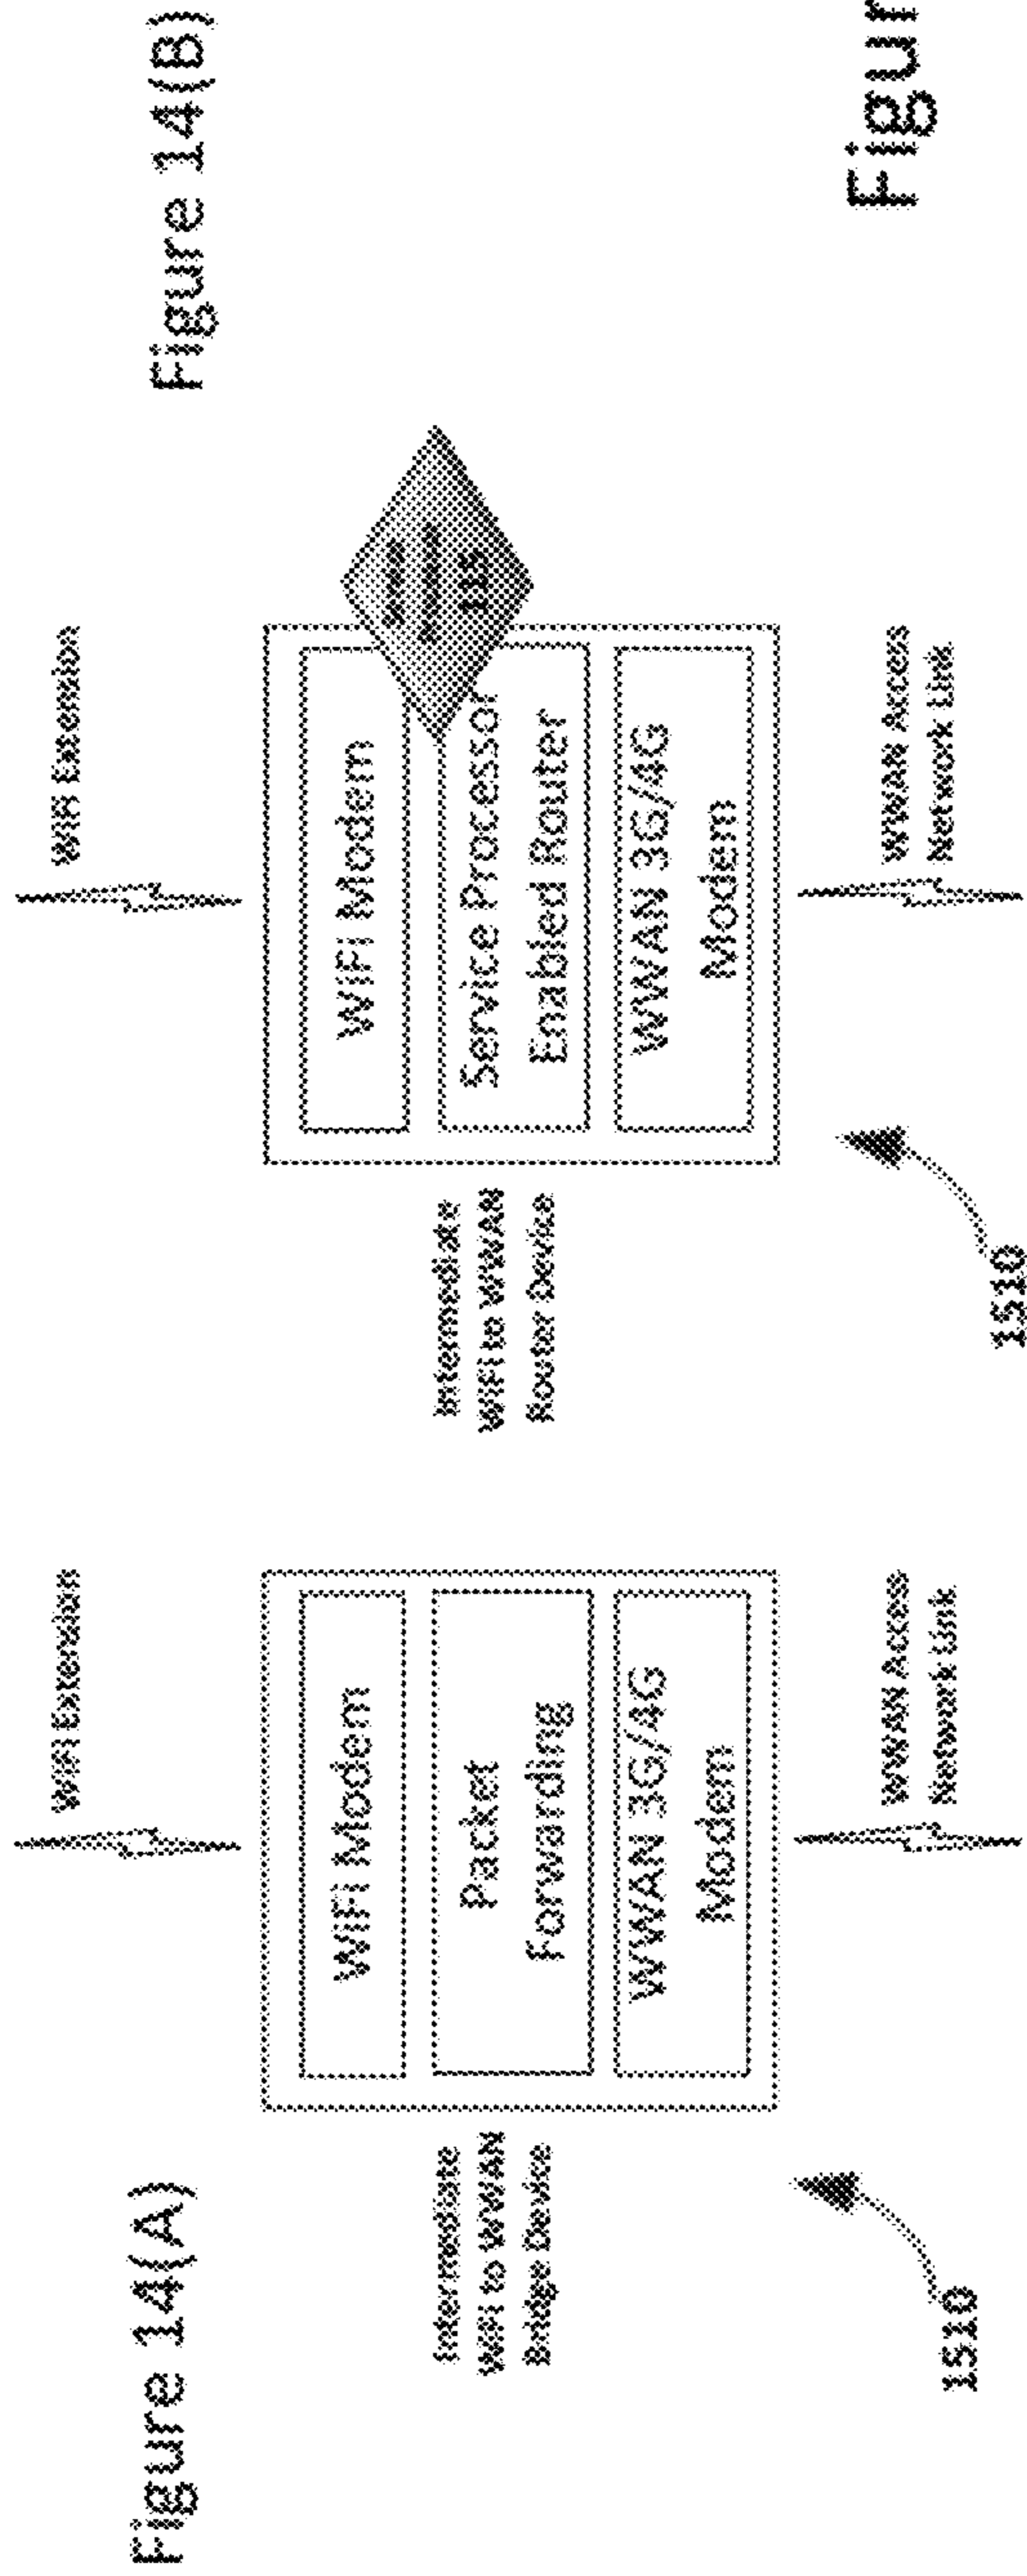 Figure 14(A)
WiFi Extension
Intermediate
WiFi to WWAN
Bridge Device
WiFi Modem
Packet
Forwarding
WWAN 3G/4G
Modem
WWAN Access
Network Link
1510
Figure 14(B)
WiFi Extension
Intermediate
WiFi to WWAN
Router Device
WiFi Modem
Service Processor
Enabled Router
WWAN 3G/4G
Modem
115
WWAN Access
Network Link
1510
Figur